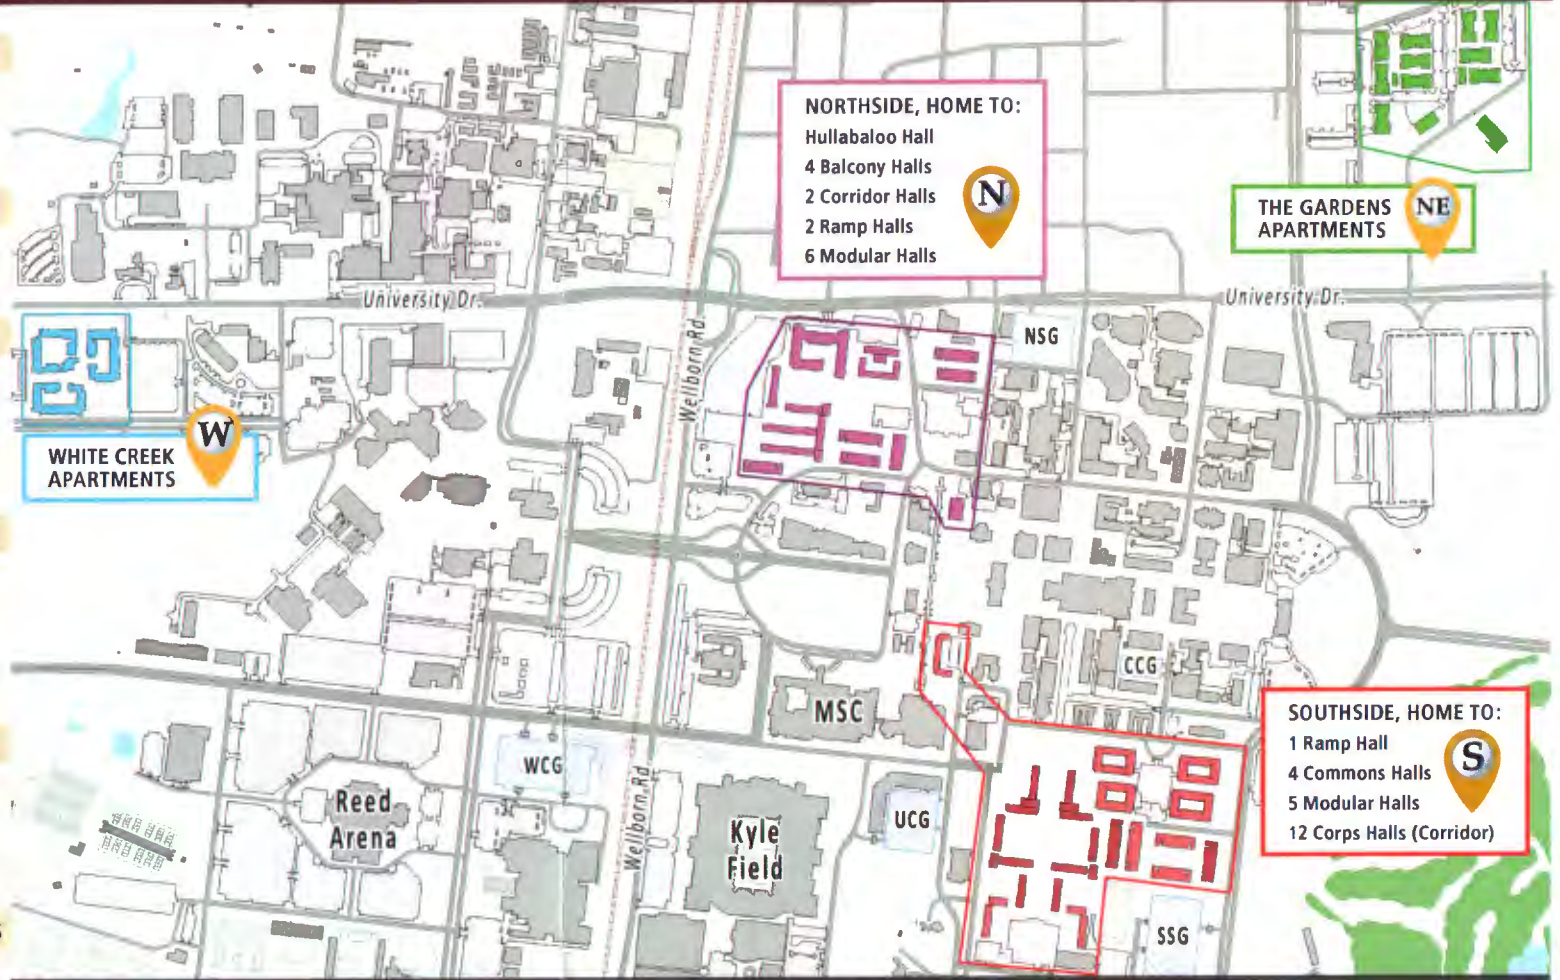 NORTHSIDE, HOME TO:
Hullabaloo Hall
4 Balcony Halls
2 Corridor Halls
2 Ramp Halls
6 Modular Halls
N
THE GARDENS
APARTMENTS
NE
University Dr.
University Dr.
Wellborn Rd
NSG
W
WHITE CREEK
APARTMENTS
CCG
MSC
SOUTHSIDE, HOME TO:
1 Ramp Hall
4 Commons Halls
5 Modular Halls
12 Corps Halls (Corridor)
S
WCG
Wellborn Rd
Reed
Arena
Kyle
Field
UCG
SSG